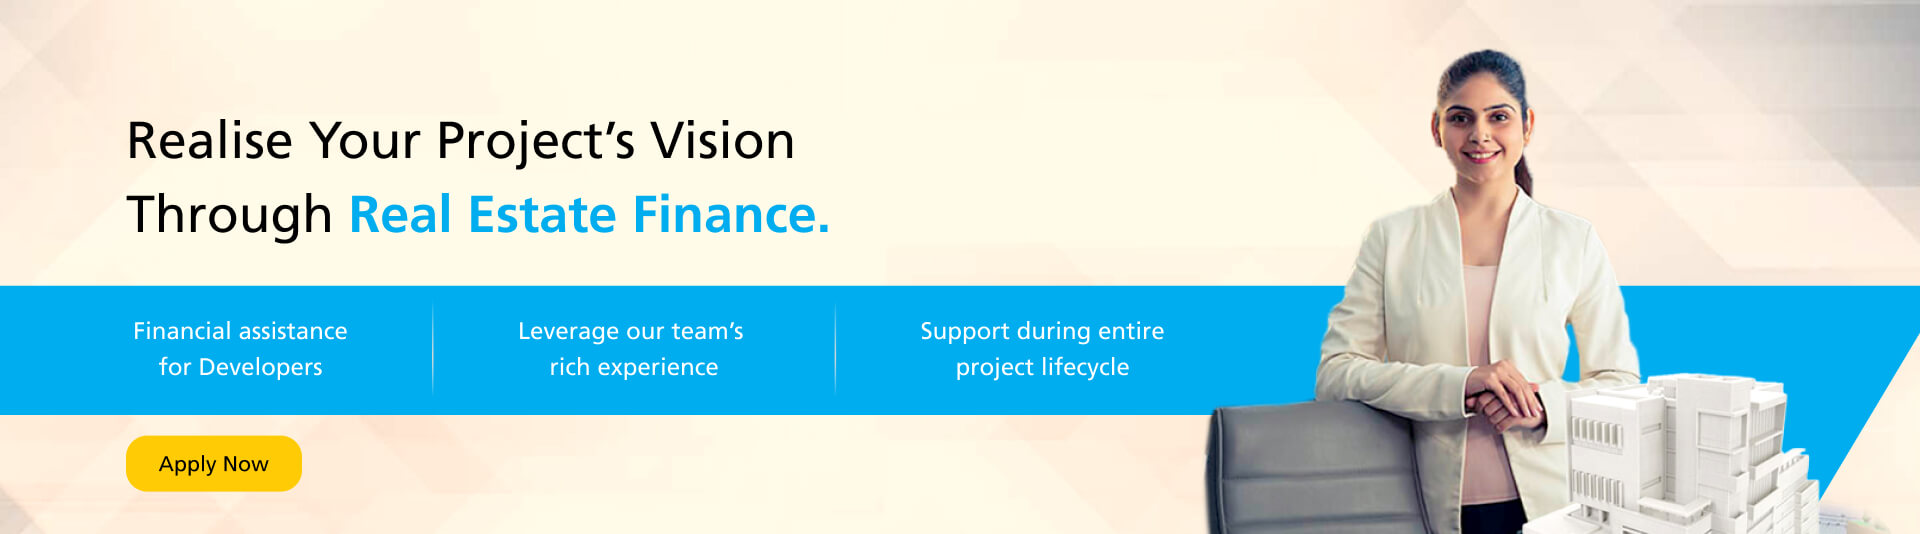 Realise Your Project’s Vision
Through Real Estate Finance.
Financial assistance
for Developers
Leverage our team’s
rich experience
Support during entire
project lifecycle
Apply Now